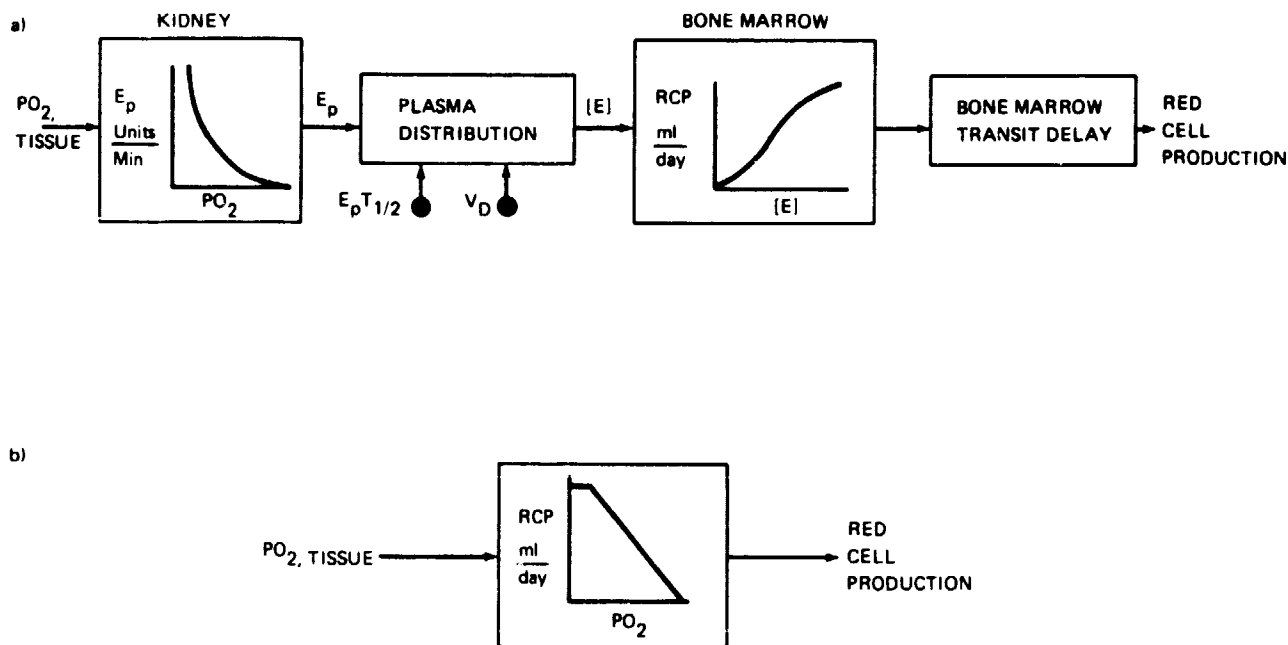 a)
KIDNEY
PO2, TISSUE
Ep
Units
Min
PO2
Ep
PLASMA
DISTRIBUTION
EpT1/2
VD
[E]
BONE MARROW
RCP
ml
day
[E]
BONE MARROW
TRANSIT DELAY
RED
CELL
PRODUCTION
b)
PO2, TISSUE
RCP
ml
day
PO2
RED
CELL
PRODUCTION